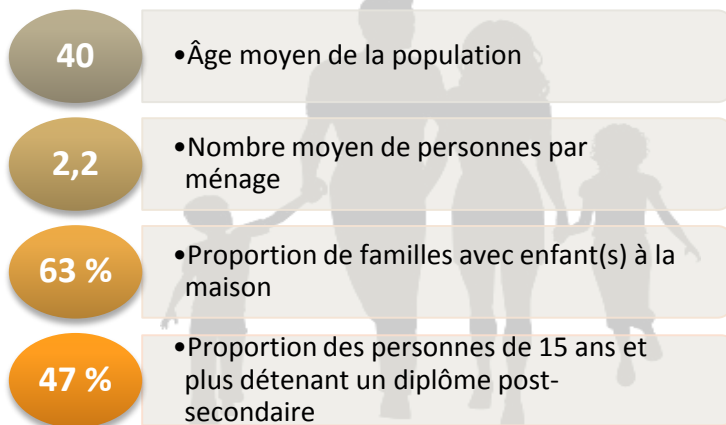 40
•Âge moyen de la population
2,2
•Nombre moyen de personnes par
ménage
63 %
•Proportion de familles avec enfant(s) à la
maison
47 %
•Proportion des personnes de 15 ans et
plus détenant un diplôme post-
secondaire